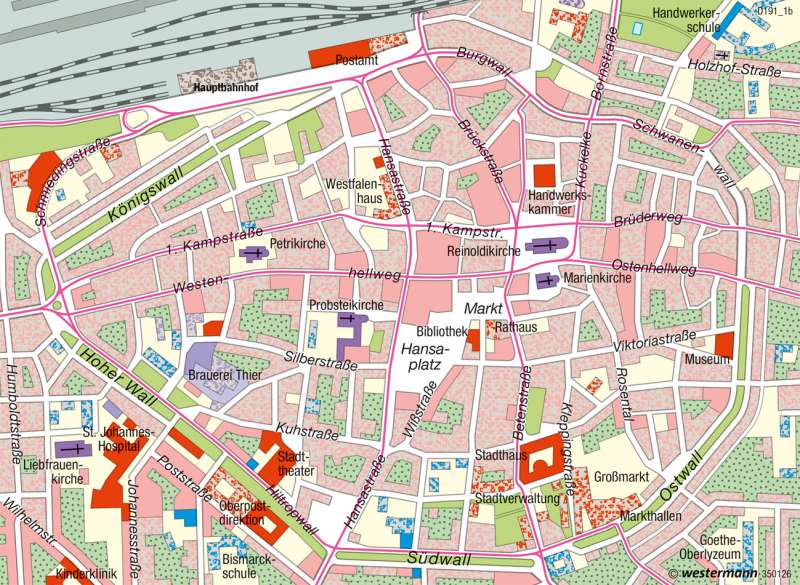 0191_1b
Handwerker-
schule
Postamt
Burgwall
Bornstraße
Holzhof-Straße
Hauptbahnhof
Schwanen-
wall
Schmiedingstraße
Königswall
Hansastraße
Brückstraße
Kuckelke
Westfalen-
haus
Handwerks-
kammer
1. Kampstraße
Petrikirche
1. Kampstr.
Reinoldikirche
Brüderweg
Westen-
hellweg
Marienkirche
Ostenhellweg
Probsteikirche
Markt
Bibliothek
Rathaus
Hansa-
platz
Viktoriastraße
Museum
Silberstraße
Brauerei Thier
Hoher Wall
Humboldtstraße
Wißstraße
Betenstraße
Rosenta
Kleppingstraße
Kuhstraße
St. Johannes-
Hospital
Liebfrauen-
kirche
Stadt-
theater
Stadthaus
Großmarkt
Ostwall
Poststraße
Johannesstraße
Oberpost-
direktion
Hiltropwall
Hansastraße
Stadtverwaltung
Markthallen
Wilhelmstr.
Bismarck-
schule
Südwall
Goethe-
Oberlyzeum
Kinderklinik
© westermann 350126